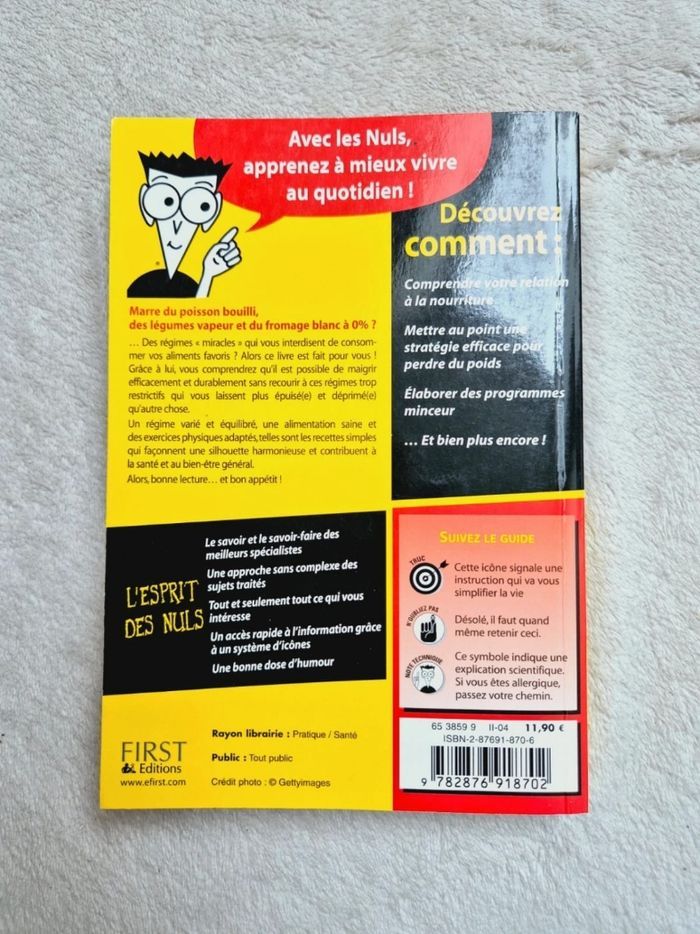 Avec les Nuls,
apprenez à mieux vivre
au quotidien !
Découvrez
comment :
Comprendre votre relation
à la nourriture
Mettre au point une
stratégie efficace pour
perdre du poids
Élaborer des programmes
minceur
... Et bien plus encore !
®
Marre du poisson bouilli,
des légumes vapeur et du fromage blanc à 0% ?
... Des régimes « miracles » qui vous interdisent de consom-
mer vos aliments favoris ? Alors ce livre est fait pour vous !
Grâce à lui, vous comprendrez qu'il est possible de maigrir
efficacement et durablement sans recourir à ces régimes trop
restrictifs qui vous laissent plus épuisé(e) et déprimé(e)
qu'autre chose.
Un régime varié et équilibré, une alimentation saine et
des exercices physiques adaptés, telles sont les recettes simples
qui façonnent une silhouette harmonieuse et contribuent à
la santé et au bien-être général.
Alors, bonne lecture... et bon appétit !
L'ESPRIT
DES NULS
Le savoir et le savoir-faire des
meilleurs spécialistes
Une approche sans complexe des
sujets traités
Tout et seulement tout ce qui vous
intéresse
Un accès rapide à l'information grâce
à un système d'icônes
Une bonne dose d'humour
SUIVEZ LE GUIDE
TRUC
Cette icône signale une
instruction qui va vous
simplifier la vie
N'OUBLIEZ PAS
Désolé, il faut quand
même retenir ceci.
NOTE TECHNIQUE
Ce symbole indique une
explication scientifique.
Si vous êtes allergique,
passez votre chemin.
FIRST
& Editions
www.efirst.com
Rayon librairie : Pratique / Santé
Public : Tout public
Crédit photo : © Gettyimages
65 3859 9 II-04 11,90 €
ISBN-2-87691-870-6
9 782876 918702